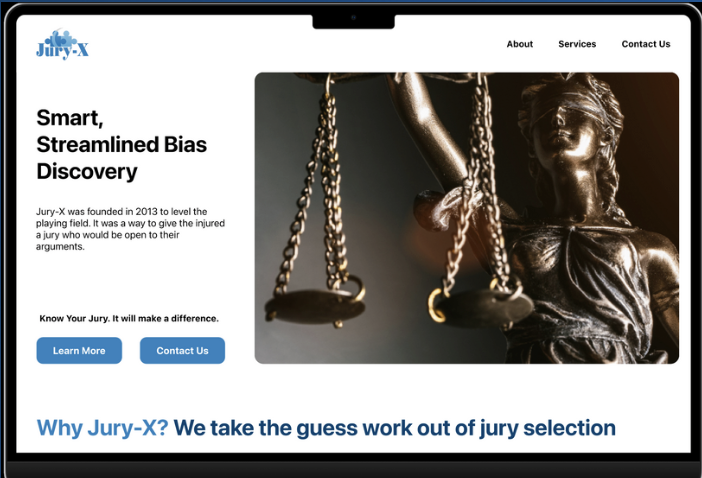 Jury-X
About Services Contact Us
Smart,
Streamlined Bias
Discovery
Jury-X was founded in 2013 to level the
playing field. It was a way to give the injured
a jury who would be open to their
arguments.
Know Your Jury. It will make a difference.
Learn More Contact Us
Why Jury-X? We take the guess work out of jury selection